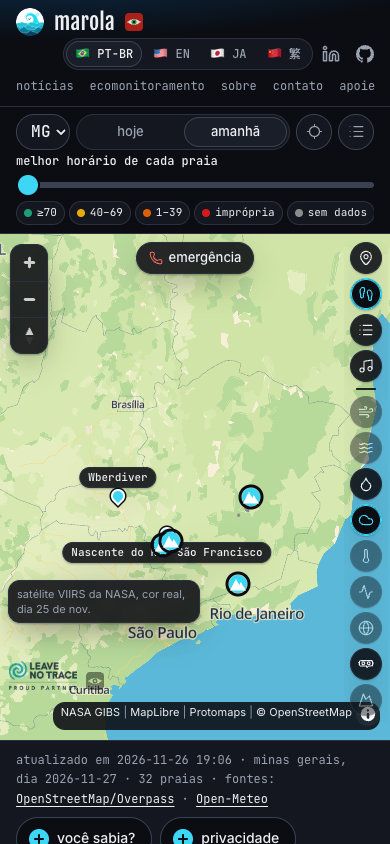 marola
PT-BR EN JA 繁
notícias ecomonitoramento sobre contato apoie
MG hoje amanhã
melhor horário de cada praia
≥70 40–69 1–39 imprópria sem dados
emergência
Brasília
Wberdiver
Nascente do São Francisco
satélite VIIRS da NASA, cor real,
dia 25 de nov.
Rio de Janeiro
São Paulo
LEAVE
NO TRACE
PROUD PARTNER
Curitiba
NASA GIBS | MapLibre | Protomaps | © OpenStreetMap
atualizado em 2026-11-26 19:06 · minas gerais,
dia 2026-11-27 · 32 praias · fontes:
OpenStreetMap/Overpass · Open-Meteo
você sabia? privacidade